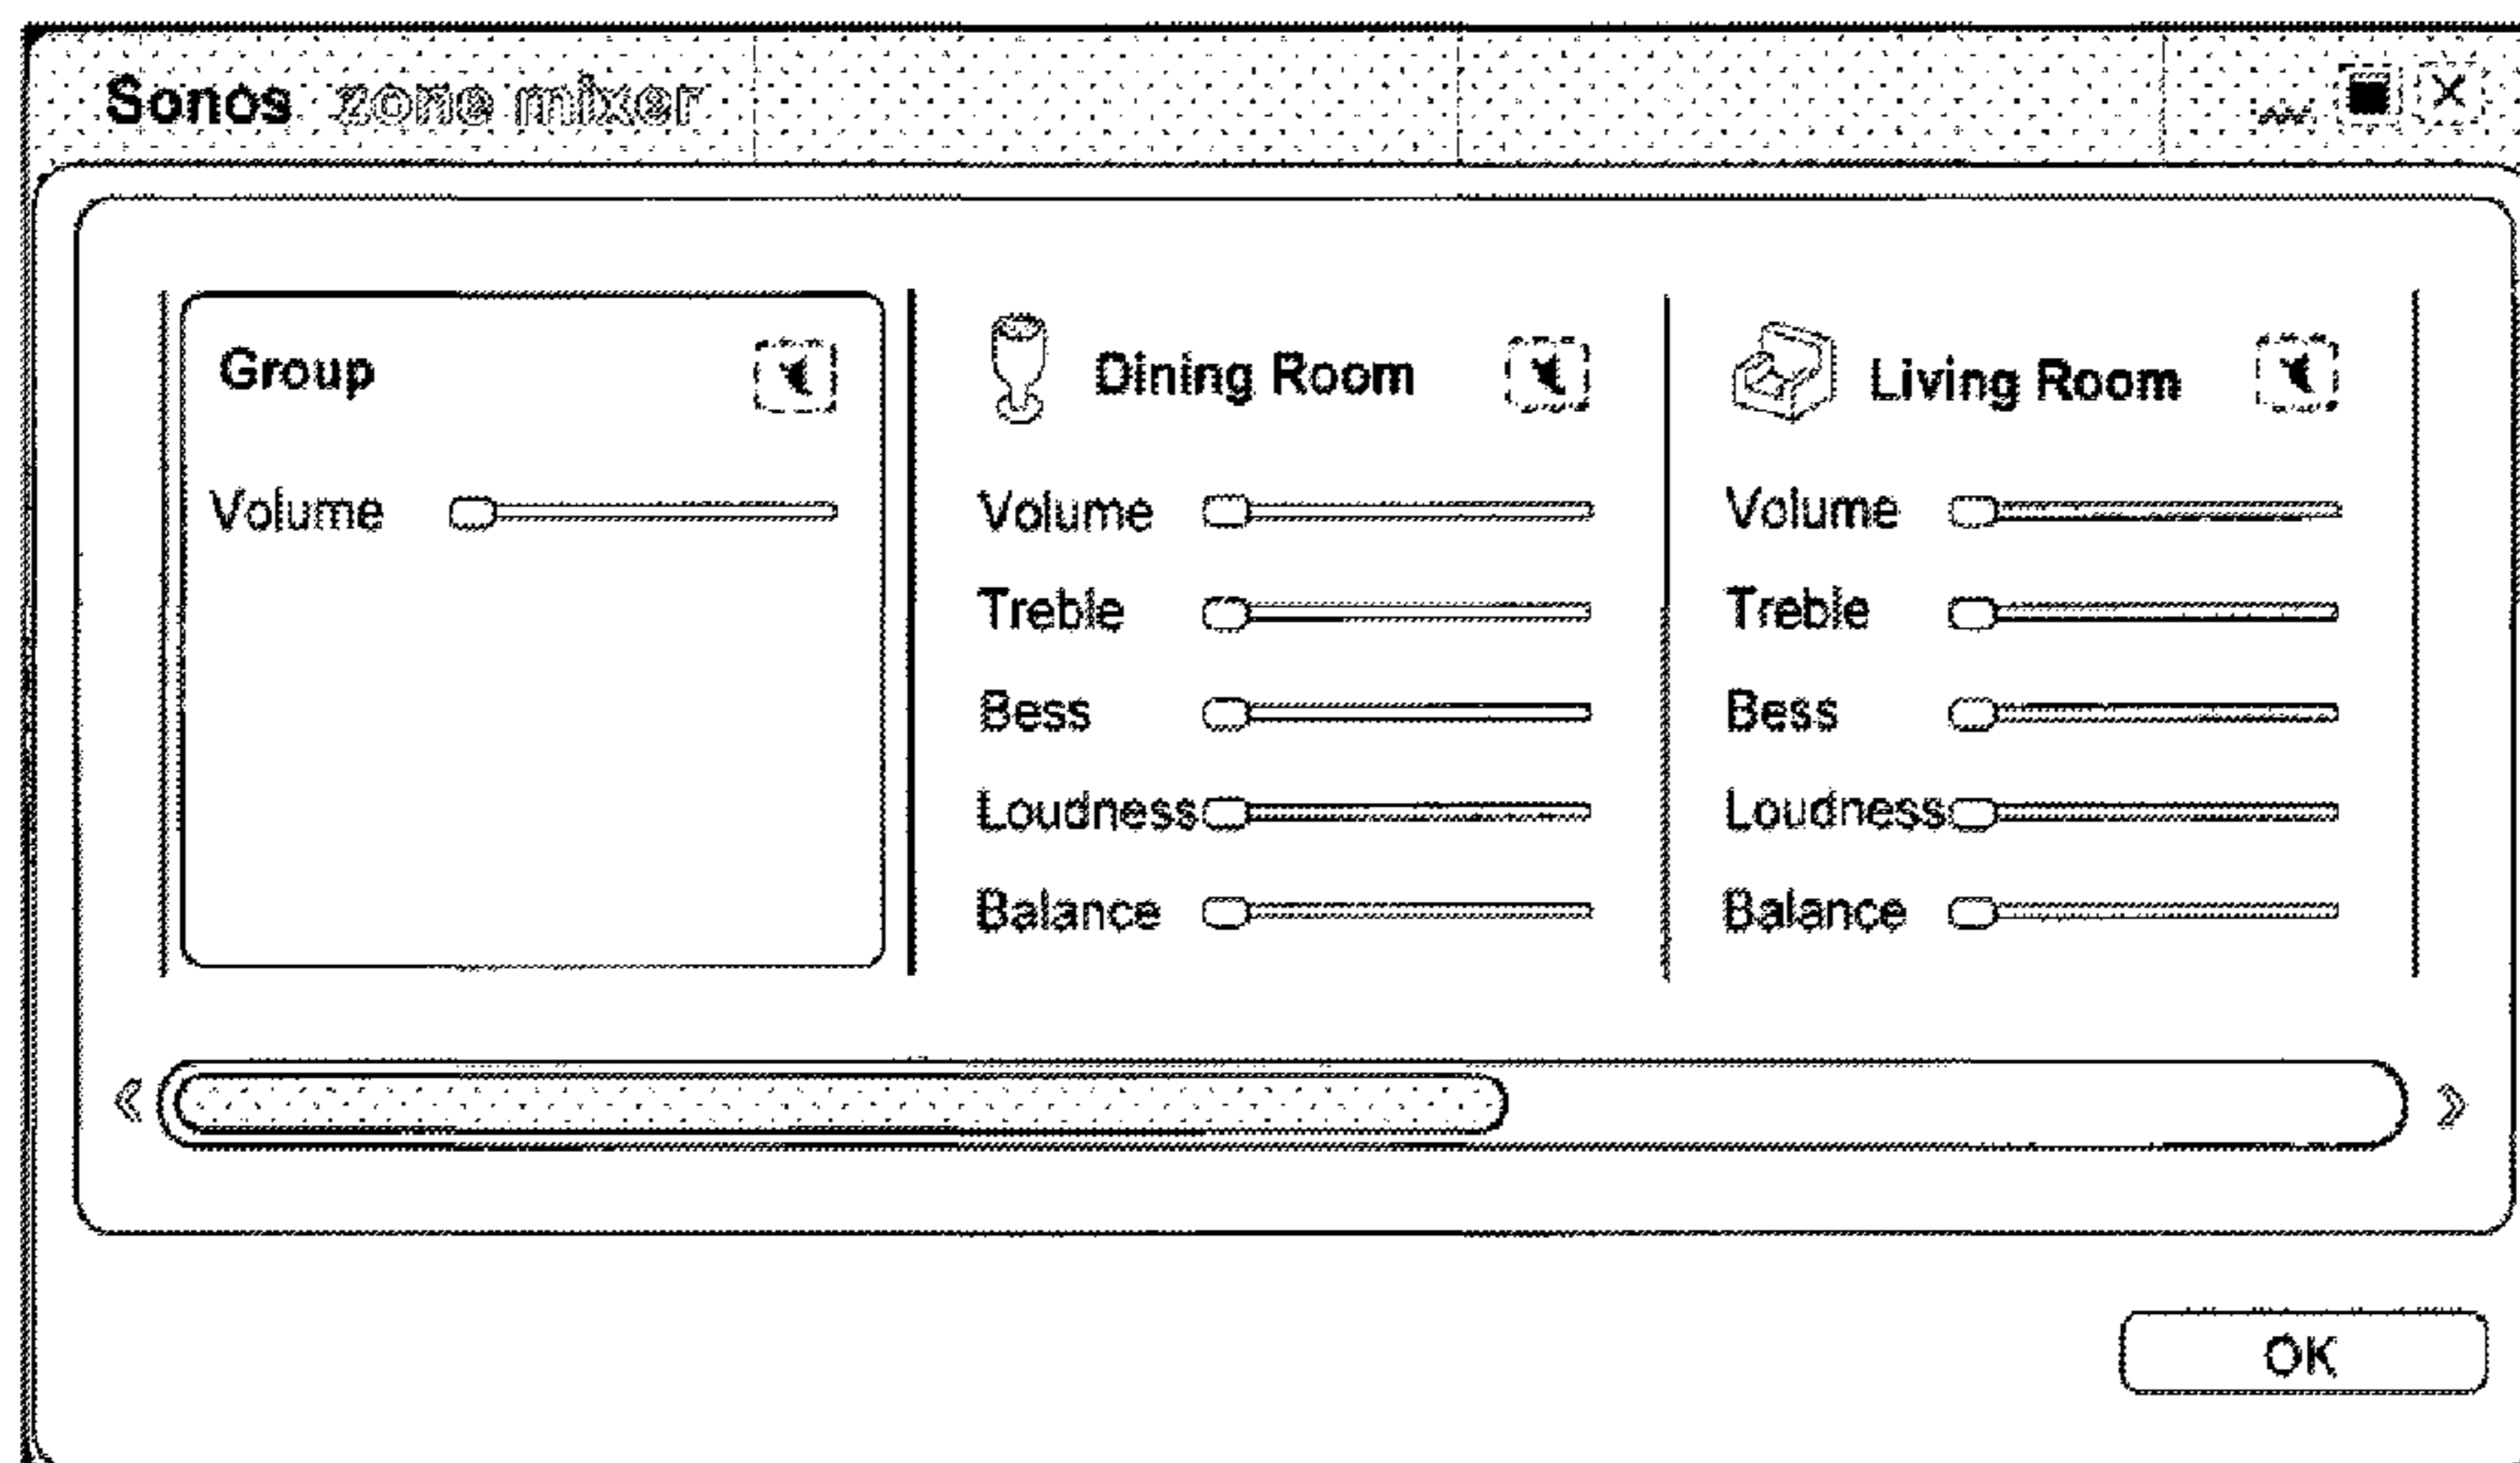 Sonos zone mixer
Group
Volume
Dining Room
Volume
Treble
Bess
Loudness
Balance
Living Room
Volume
Treble
Bess
Loudness
Balance
OK